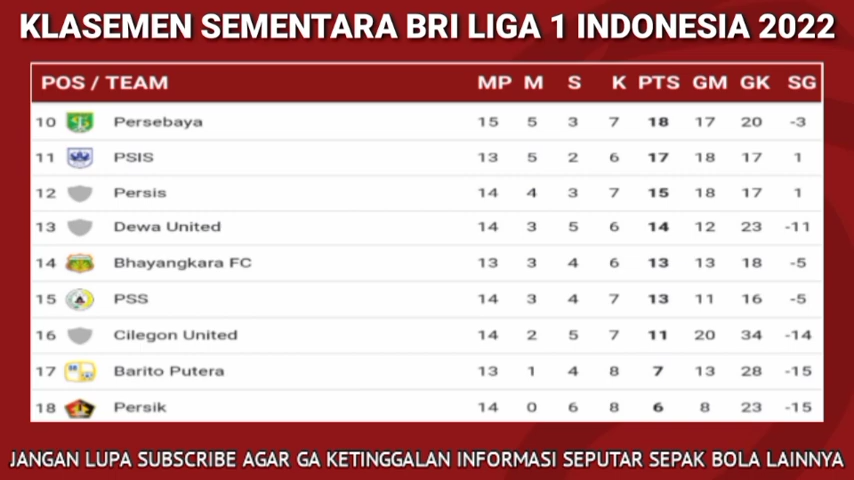 KLASEMEN SEMENTARA BRI LIGA 1 INDONESIA 2022
POS / TEAM MP M S K PTS GM GK SG
10 Persebaya 15 5 3 7 18 17 20 -3
11 PSIS 13 5 2 6 17 18 17 1
12 Persis 14 4 3 7 15 18 17 1
13 Dewa United 14 3 5 6 14 12 23 -11
14 Bhayangkara FC 13 3 4 6 13 13 18 -5
15 PSS 14 3 4 7 13 11 16 -5
16 Cilegon United 14 2 5 7 11 20 34 -14
17 Barito Putera 13 1 4 8 7 13 28 -15
18 Persik 14 0 6 8 6 8 23 -15
JANGAN LUPA SUBSCRIBE AGAR GA KETINGGALAN INFORMASI SEPUTAR SEPAK BOLA LAINNYA